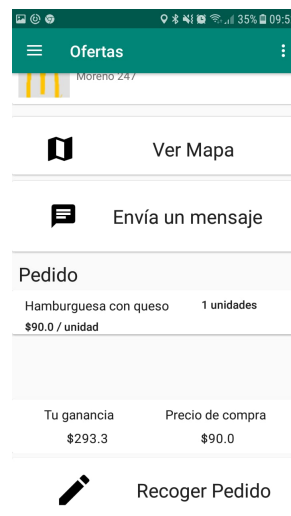 35% 09:5
Ofertas
Moreno 247
Ver Mapa
Envía un mensaje
Pedido
Hamburguesa con queso 1 unidades
$90.0 / unidad
Tu ganancia Precio de compra
$293.3 $90.0
Recoger Pedido